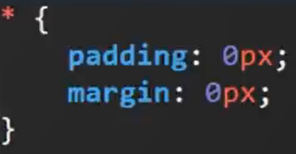 * {
    padding: 0px;
    margin: 0px;
}